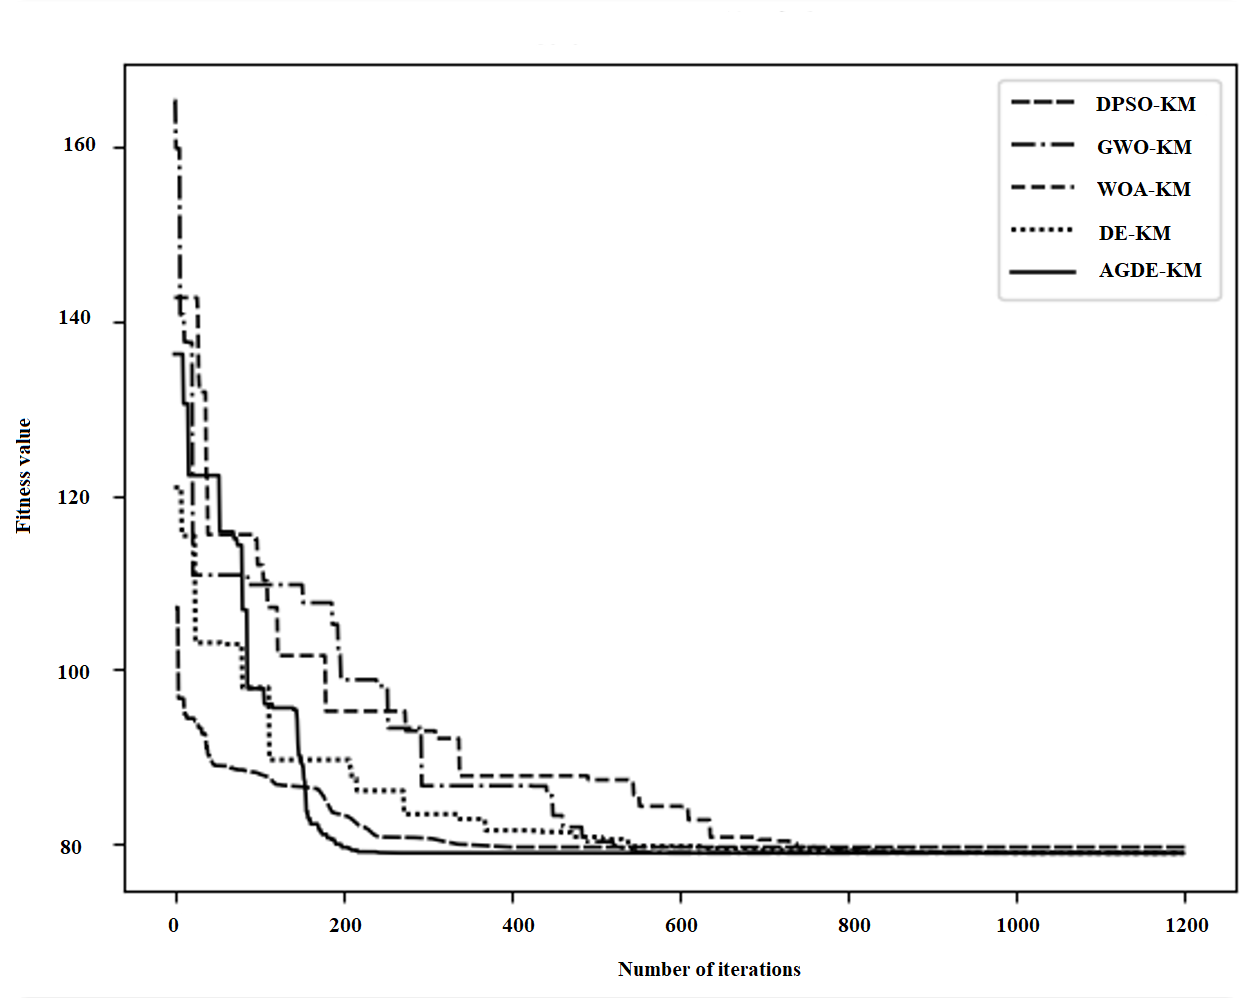 160
140
120
100
80
Fitness value
0 200 400 600 800 1000 1200
Number of iterations
DPSO-KM
GWO-KM
WOA-KM
DE-KM
AGDE-KM